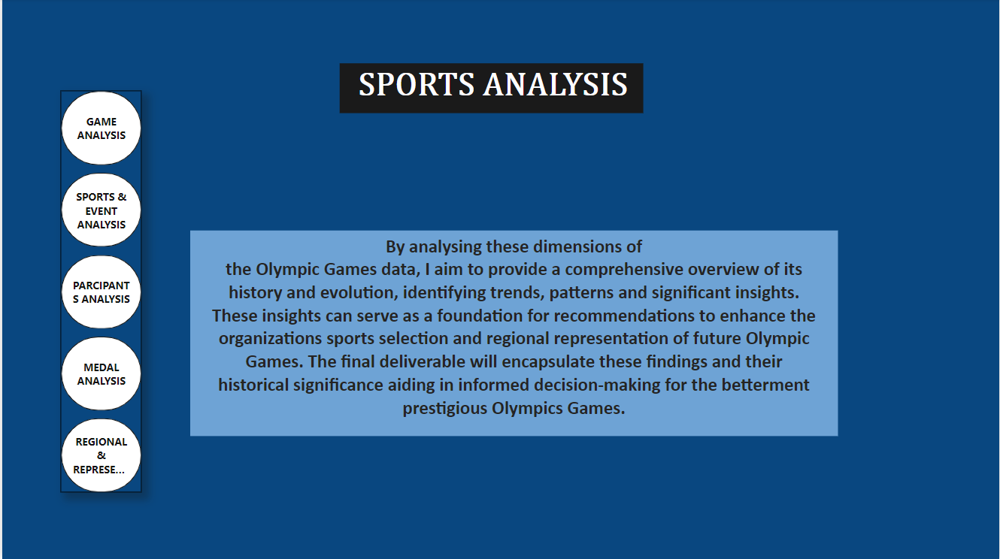 SPORTS ANALYSIS
GAME
ANALYSIS
SPORTS &
EVENT
ANALYSIS
PARCIPANT
S ANALYSIS
MEDAL
ANALYSIS
REGIONAL
&
REPRESE...
By analysing these dimensions of
the Olympic Games data, I aim to provide a comprehensive overview of its
history and evolution, identifying trends, patterns and significant insights.
These insights can serve as a foundation for recommendations to enhance the
organizations sports selection and regional representation of future Olympic
Games. The final deliverable will encapsulate these findings and their
historical significance aiding in informed decision-making for the betterment
prestigious Olympics Games.